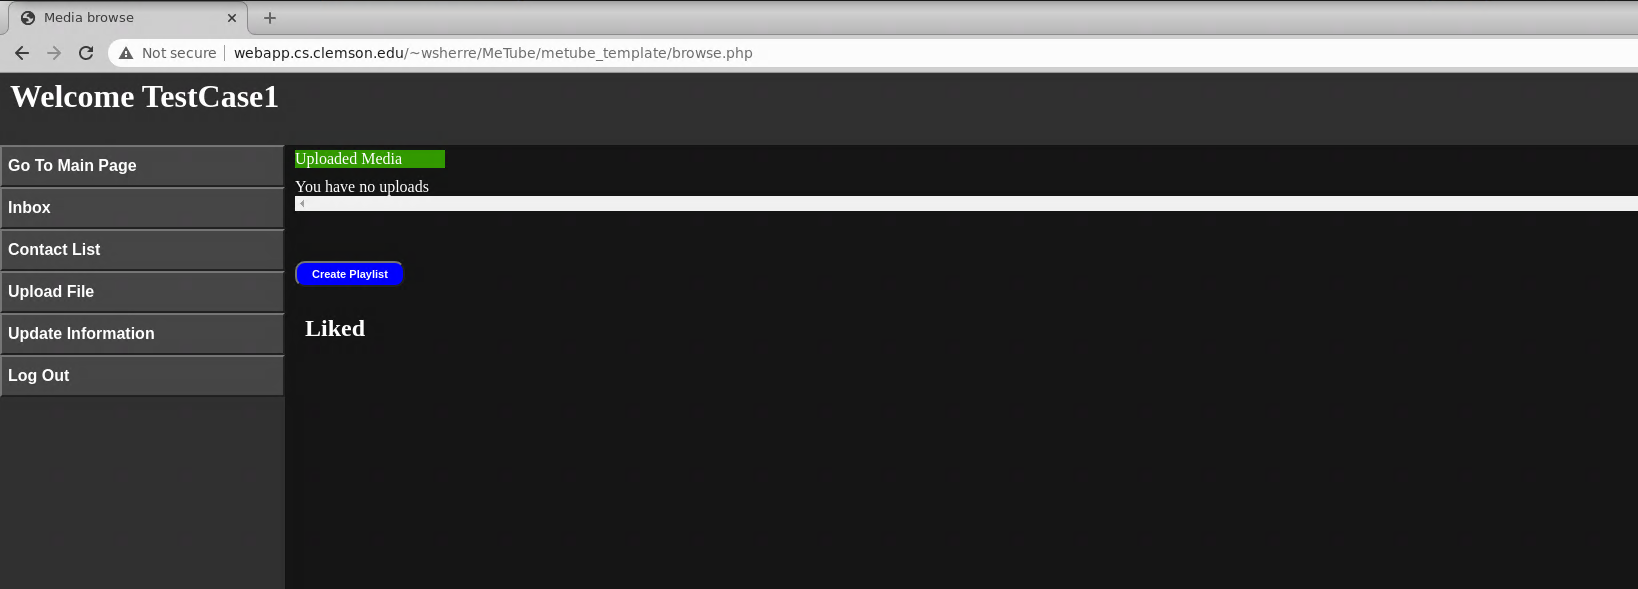 Media browse
Not secure webapp.cs.clemson.edu/~wsherre/MeTube/metube_template/browse.php
Welcome TestCase1
Go To Main Page
Inbox
Contact List
Upload File
Update Information
Log Out
Uploaded Media
You have no uploads
Create Playlist
Liked